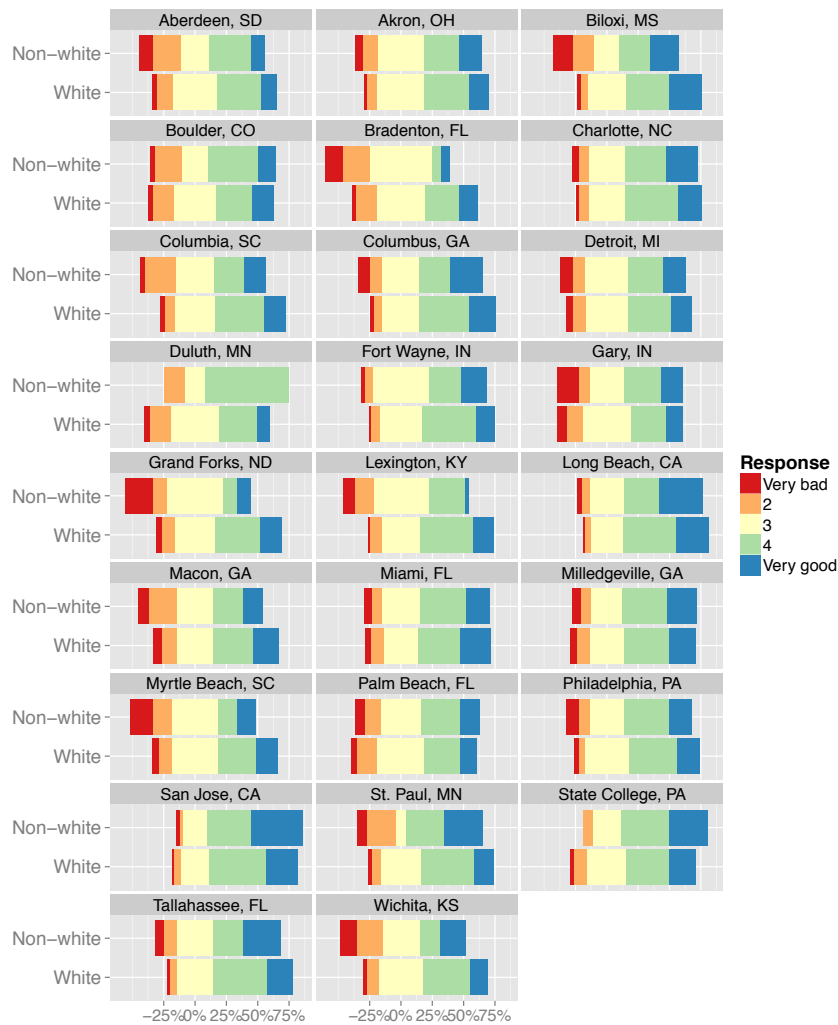 Aberdeen, SD Akron, OH Biloxi, MS
Non−white
White
Boulder, CO Bradenton, FL Charlotte, NC
Non−white
White
Columbia, SC Columbus, GA Detroit, MI
Non−white
White
Duluth, MN Fort Wayne, IN Gary, IN
Non−white
White
Grand Forks, ND Lexington, KY Long Beach, CA
Non−white
White
Macon, GA Miami, FL Milledgeville, GA
Non−white
White
Myrtle Beach, SC Palm Beach, FL Philadelphia, PA
Non−white
White
San Jose, CA St. Paul, MN State College, PA
Non−white
White
Tallahassee, FL Wichita, KS
Non−white
White
−25%0% 25%50%75% −25%0% 25%50%75%
Response
Very bad
2
3
4
Very good